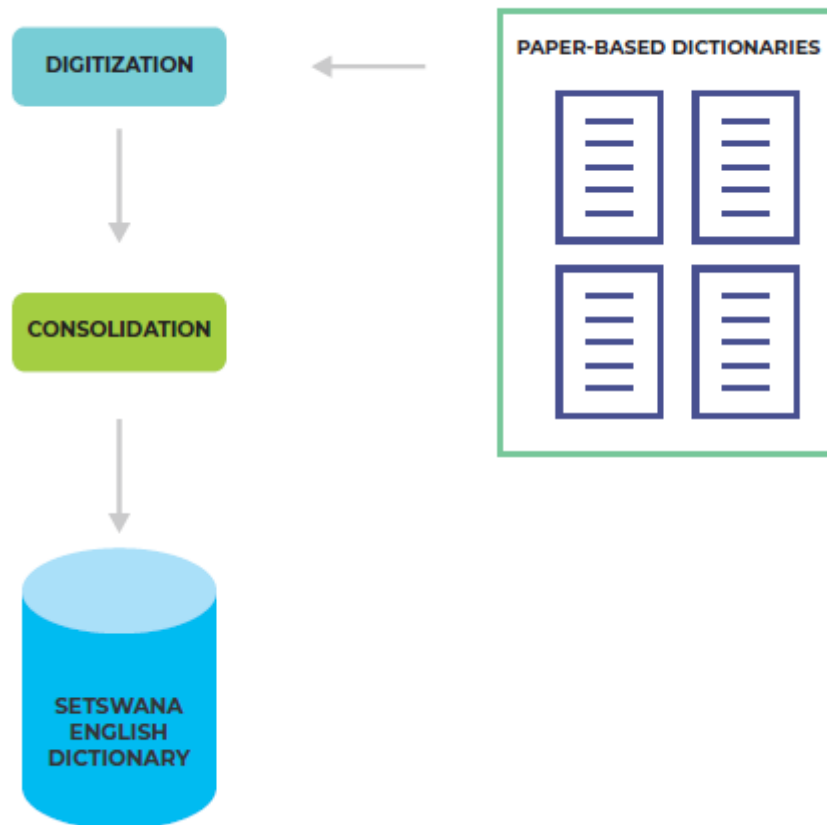 DIGITIZATION
PAPER-BASED DICTIONARIES
CONSOLIDATION
SETSWANA
ENGLISH
DICTIONARY